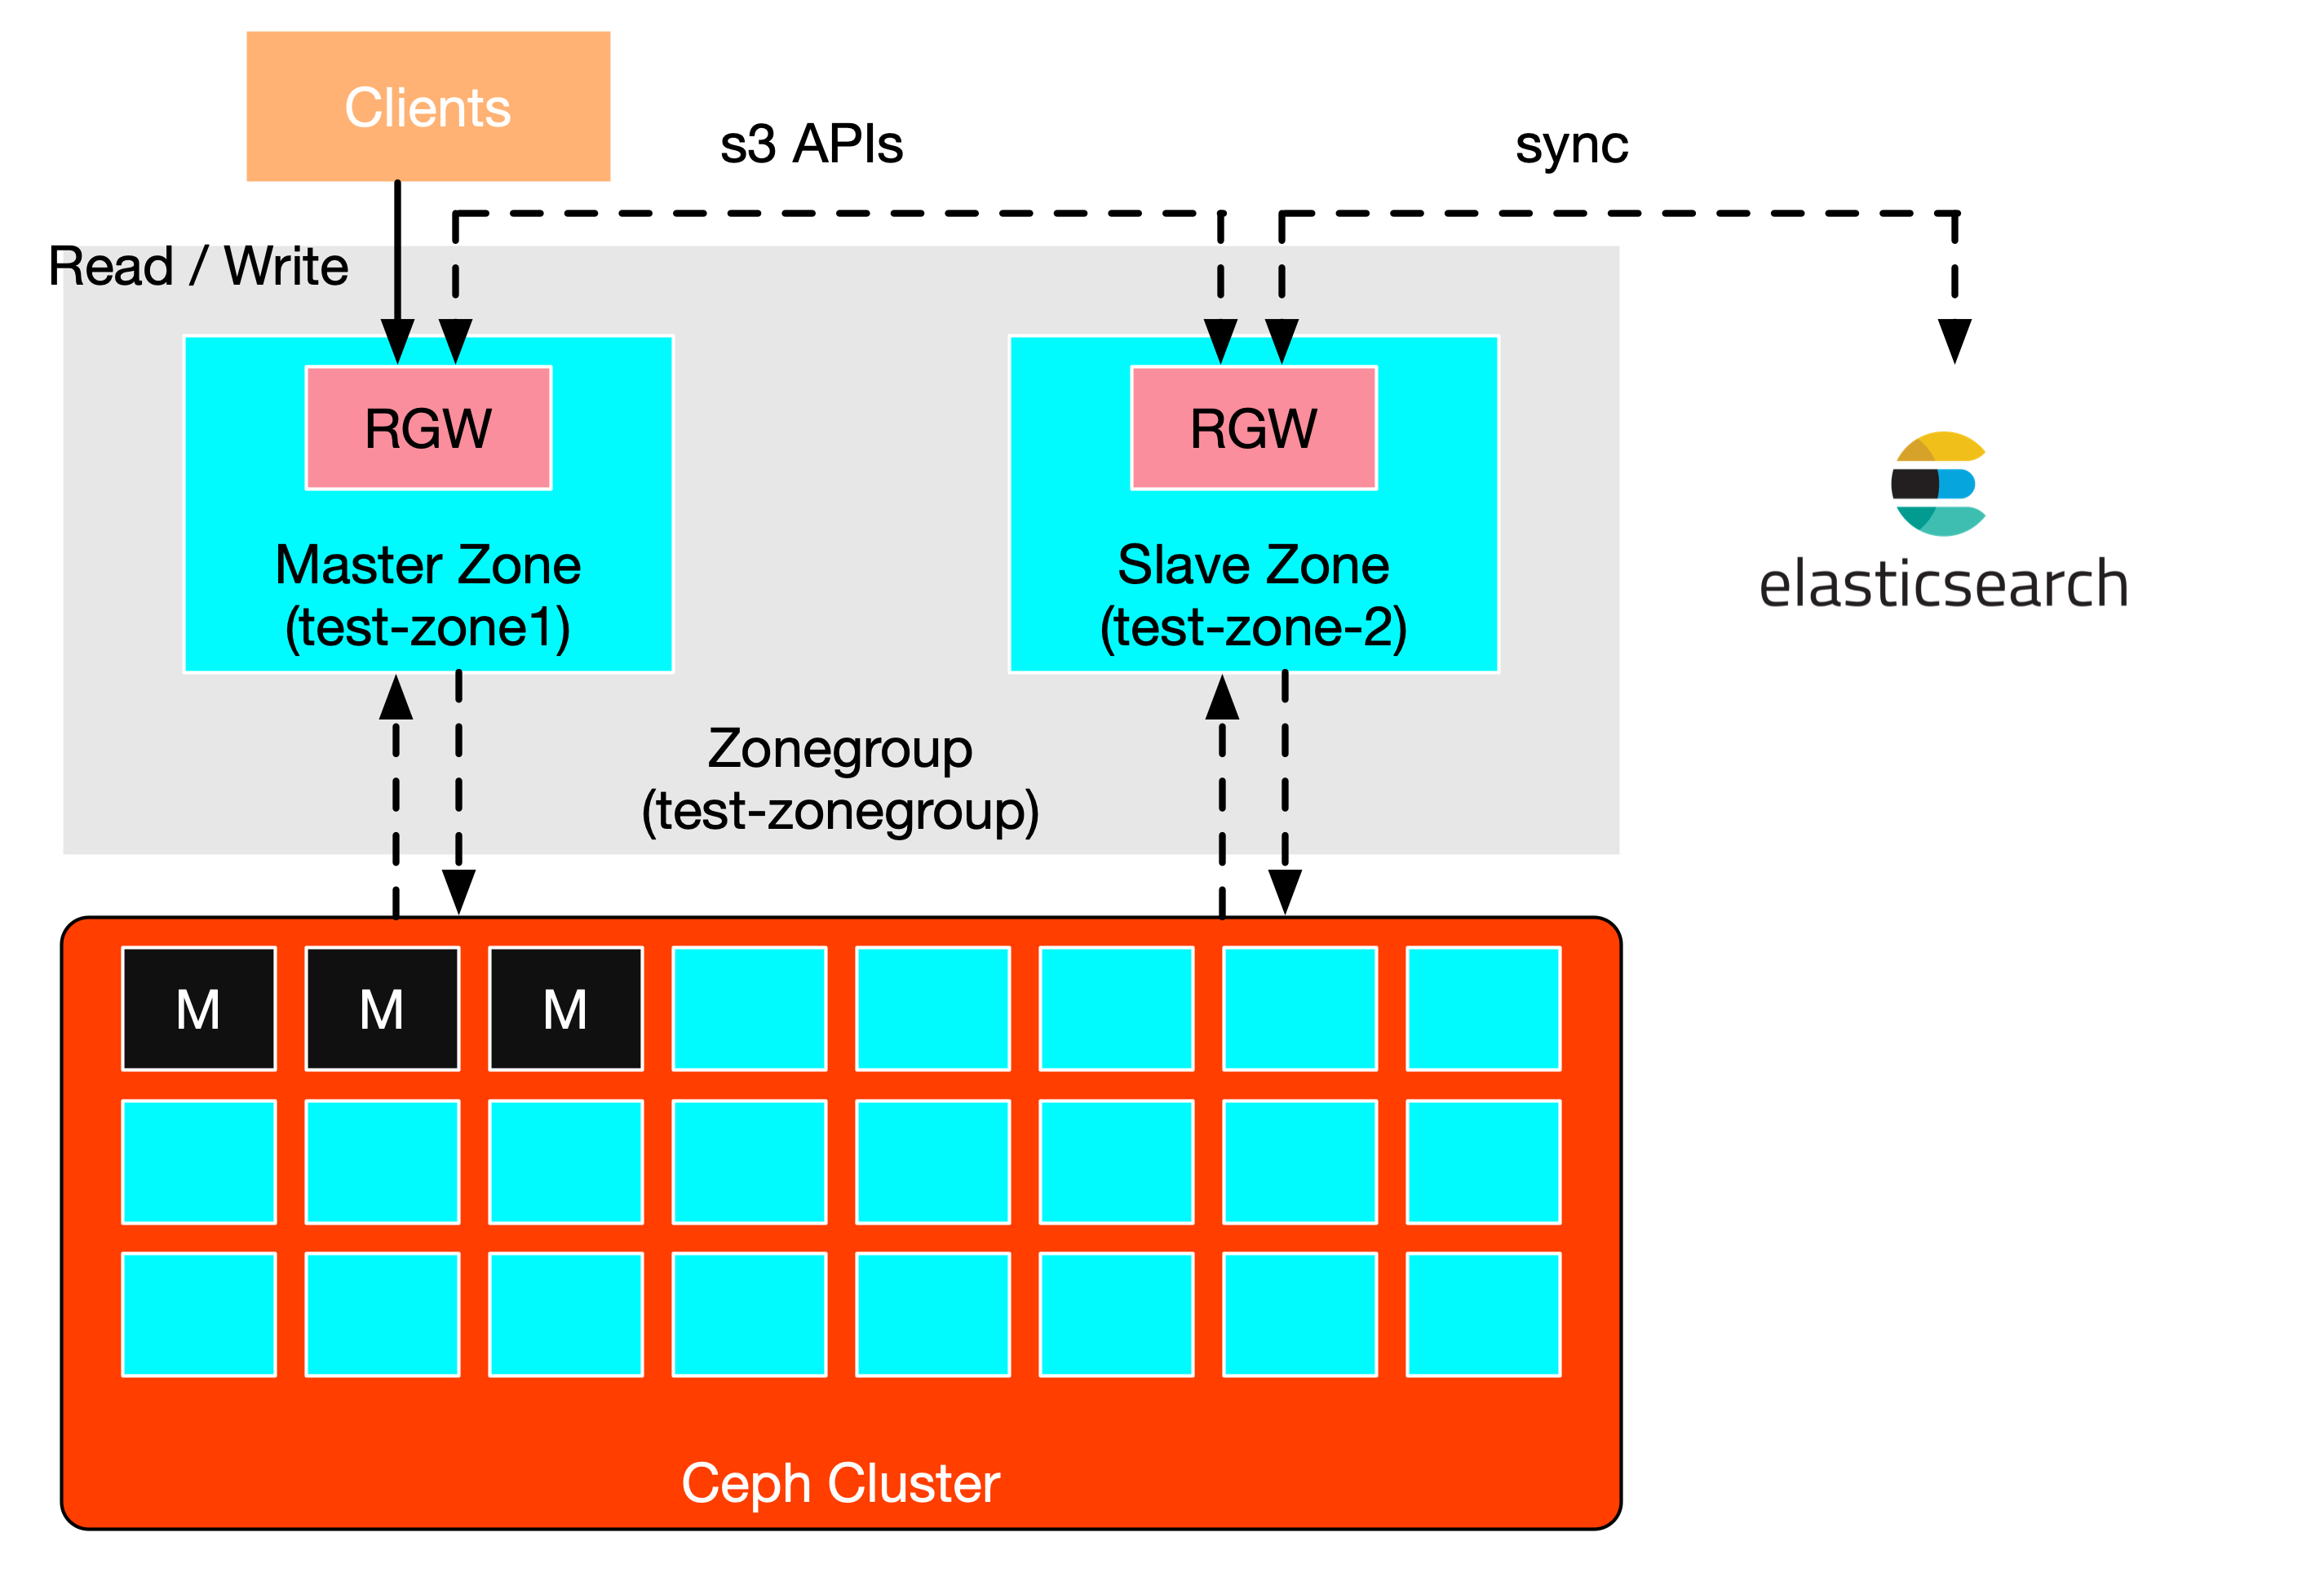 Clients
s3 APIs
sync
Read / Write
RGW
RGW
Master Zone
(test-zone1)
Slave Zone
(test-zone-2)
elasticsearch
Zonegroup
(test-zonegroup)
M
M
M
Ceph Cluster